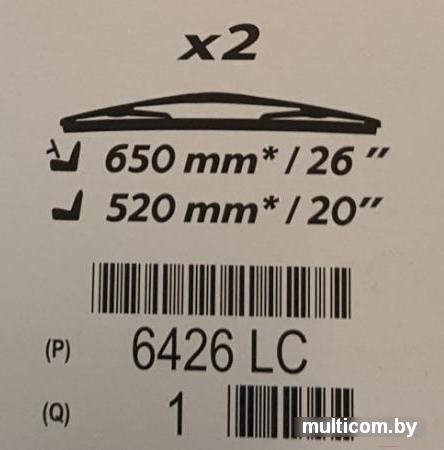 x2
650 mm* / 26 ”
520 mm* / 20”
(P) 6426 LC
(Q) 1
multicom.by